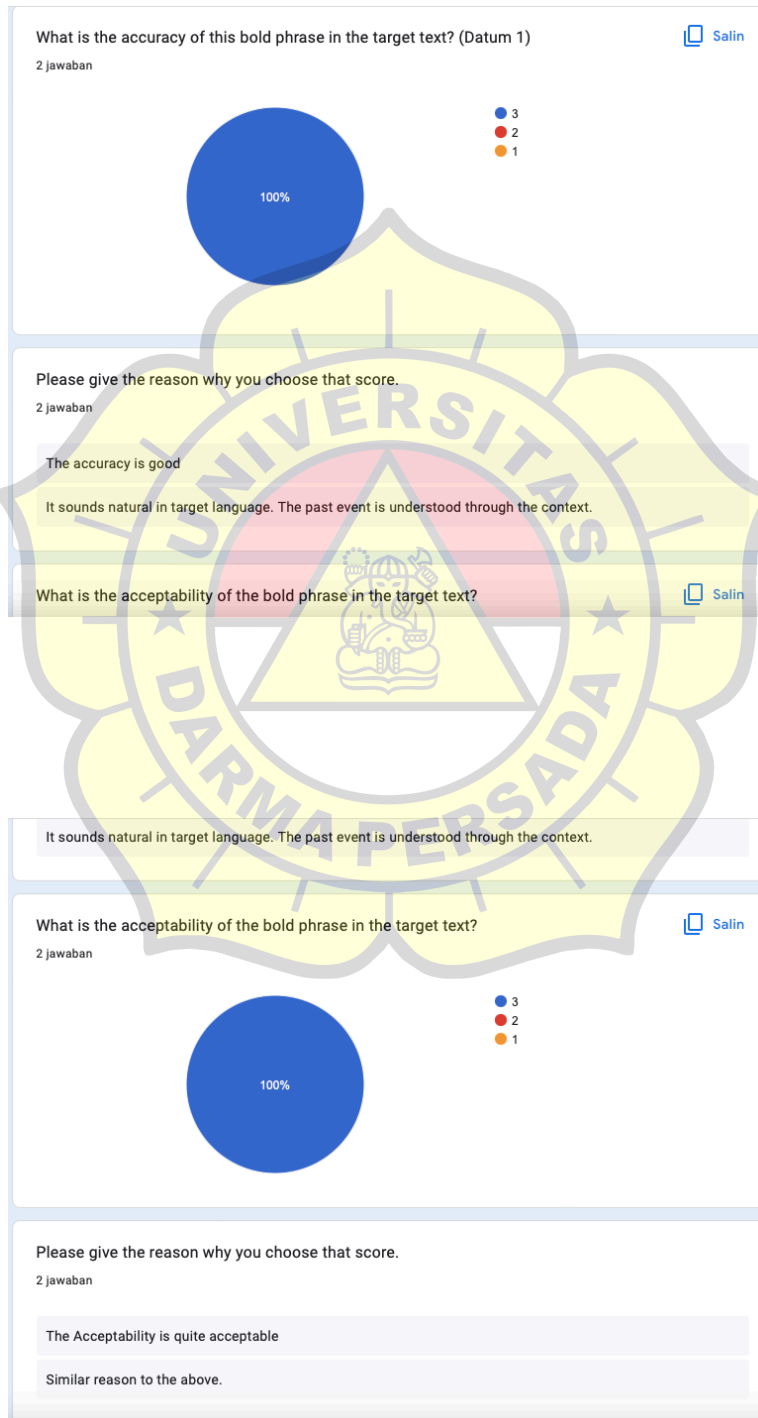 What is the accuracy of this bold phrase in the target text? (Datum 1)
Salin
2 jawaban
3
2
1
100%
Please give the reason why you choose that score.
2 jawaban
The accuracy is good
It sounds natural in target language. The past event is understood through the context.
What is the acceptability of the bold phrase in the target text?
Salin
UNIVERSITAS
DARMA PERSADA
It sounds natural in target language. The past event is understood through the context.
What is the acceptability of the bold phrase in the target text?
Salin
2 jawaban
3
2
1
100%
Please give the reason why you choose that score.
2 jawaban
The Acceptability is quite acceptable
Similar reason to the above.